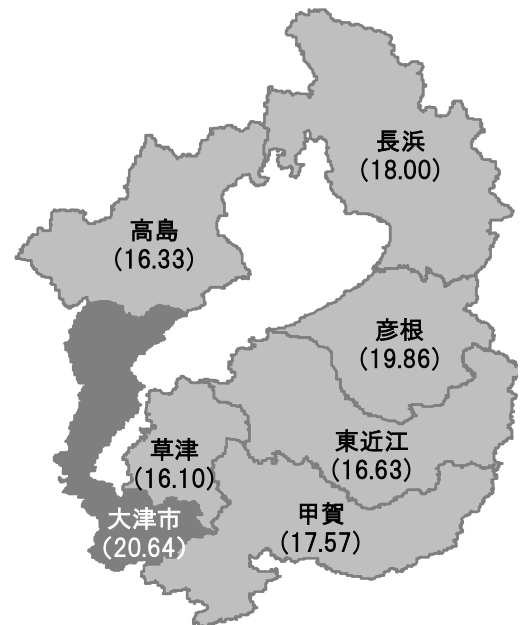 長浜
(18.00)
高島
(16.33)
彦根
(19.86)
東近江
(16.63)
草津
(16.10)
甲賀
(17.57)
大津市
(20.64)